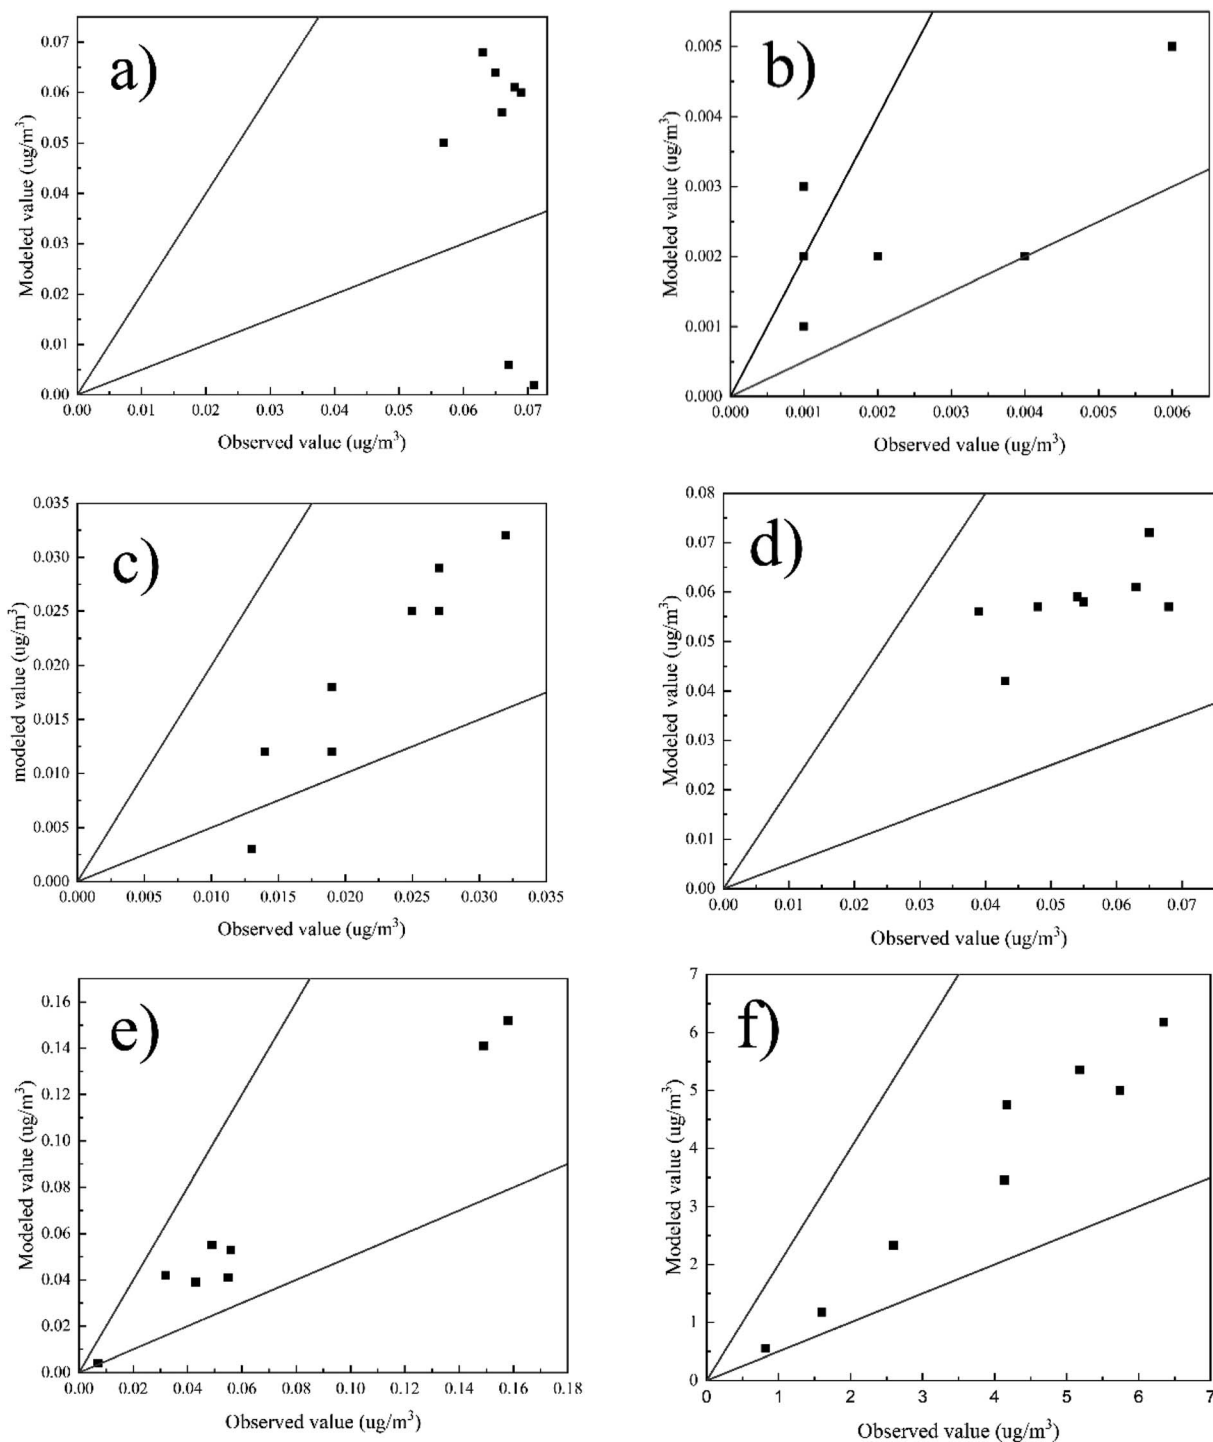 a)
Modeled value (ug/m³)
0.07
0.06
0.05
0.04
0.03
0.02
0.01
0.00
0.00 0.01 0.02 0.03 0.04 0.05 0.06 0.07
Observed value (ug/m³)
b)
Modeled value (ug/m³)
0.005
0.004
0.003
0.002
0.001
0.000
0.000 0.001 0.002 0.003 0.004 0.005 0.006
Observed value (ug/m³)
c)
modeled value (ug/m³)
0.035
0.030
0.025
0.020
0.015
0.010
0.005
0.000
0.000 0.005 0.010 0.015 0.020 0.025 0.030 0.035
Observed value (ug/m³)
d)
Modeled value (ug/m³)
0.08
0.07
0.06
0.05
0.04
0.03
0.02
0.01
0.00
0.00 0.01 0.02 0.03 0.04 0.05 0.06 0.07
Observed value (ug/m³)
e)
Modeled value (ug/m³)
0.16
0.14
0.12
0.10
0.08
0.06
0.04
0.02
0.00
0.00 0.02 0.04 0.06 0.08 0.10 0.12 0.14 0.16 0.18
Observed value (ug/m³)
f)
Modeled value (ug/m³)
7
6
5
4
3
2
1
0
0 1 2 3 4 5 6 7
Observed value (ug/m³)